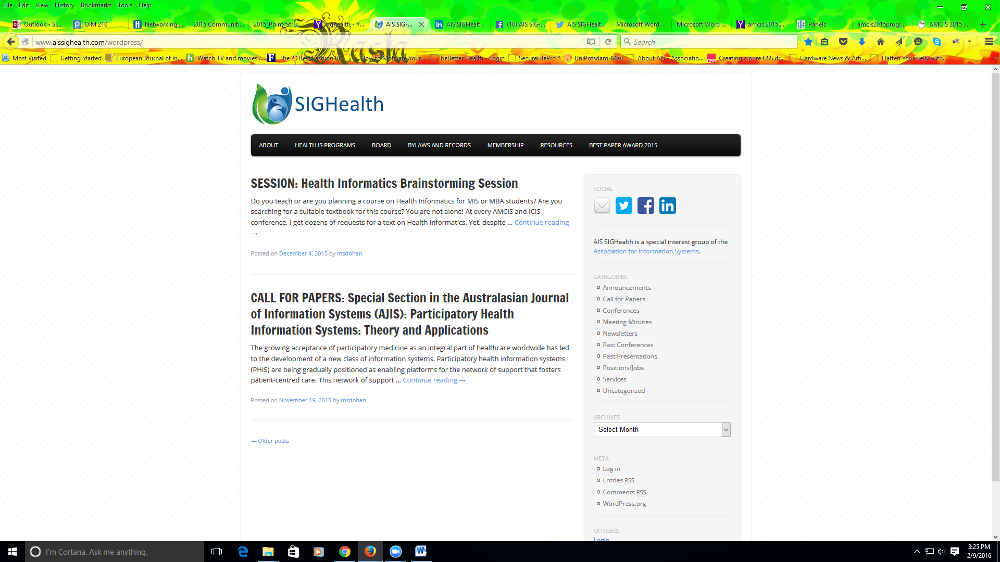 File Edit View History Bookmarks Tools Help
Outlook - Si... OIM 210 Networking ... 2015 Communiti... 2015_Point_Stru... sighealth - Y... AIS SIG-... AIS SIGHealt... (10) AIS SIG-... AIS SIGHealt... Microsoft Word ... Microsoft Word ... amcis 2015 ... Panels amcis2015progr... AMCIS 2015 ...
www.aissighealth.com/wordpress/ Search
Rasta
Most Visited Getting Started European Journal of In... Watch TV and movies ... The 20 Best Fashion Bl... How to Motivate Your... beBetter Health - Login SecureFilePro™ UniPotsdam-Mail About AIS - Associatio... Creating a pure CSS dr... Hardware News & Arti... Flatten Your Belly with...
SIGHealth
ABOUT HEALTH IS PROGRAMS BOARD BYLAWS AND RECORDS MEMBERSHIP RESOURCES BEST PAPER AWARD 2015
SESSION: Health Informatics Brainstorming Session
Do you teach or are you planning a course on Health Informatics for MIS or MBA students? Are you
searching for a suitable textbook for this course? You are not alone! At every AMCIS and ICIS
conference, I get dozens of requests for a text on Health Informatics. Yet, despite ... Continue reading
→
Posted on December 4, 2015 by msdohan
CALL FOR PAPERS: Special Section in the Australasian Journal
of Information Systems (AJIS): Participatory Health
Information Systems: Theory and Applications
The growing acceptance of participatory medicine as an integral part of healthcare worldwide has led
to the development of a new class of information systems. Participatory health information systems
(PHIS) are being gradually positioned as enabling platforms for the network of support that fosters
patient-centred care. This network of support ... Continue reading →
Posted on November 19, 2015 by msdohan
← Older posts
SOCIAL
AIS SIGHealth is a special interest group of the
Association for Information Systems.
CATEGORIES
Announcements
Call for Papers
Conferences
Meeting Minutes
Newsletters
Past Conferences
Past Presentations
Positions/Jobs
Services
Uncategorized
ARCHIVES
Select Month
META
Log in
Entries RSS
Comments RSS
WordPress.org
OFFICERS
Login
I'm Cortana. Ask me anything.
3:25 PM
2/9/2016